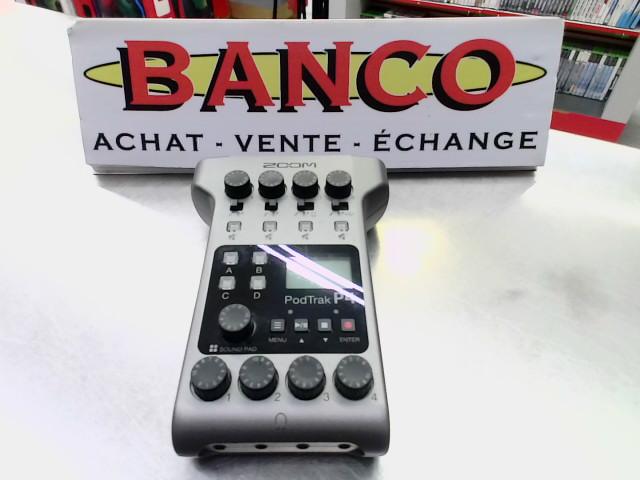 BANCO
ACHAT - VENTE - ÉCHANGE
ZOOM
A B
C D
PodTrak P4
MENU ▲ ▼ ENTER
SOUND PAD
1 2 3 4